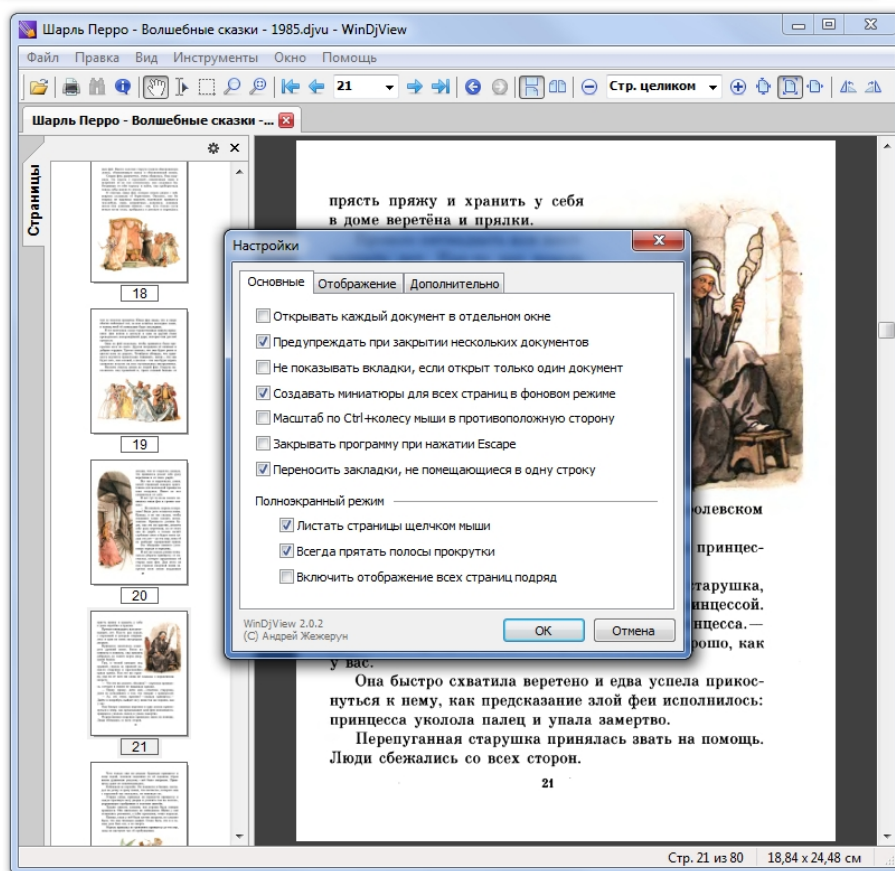 Шарль Перро - Волшебные сказки - 1985.djvu - WinDjView
Файл Правка Вид Инструменты Окно Помощь
21 Стр. целиком
Шарль Перро - Волшебные сказки -...
Страницы
18
19
20
21
прясть пряжу и хранить у себя
в доме веретёна и прялки.
Настройки
Основные Отображение Дополнительно
Открывать каждый документ в отдельном окне
Предупреждать при закрытии нескольких документов
Не показывать вкладки, если открыт только один документ
Создавать миниатюры для всех страниц в фоновом режиме
Масштаб по Ctrl+колесу мыши в противоположную сторону
Закрывать программу при нажатии Escape
Переносить закладки, не помещающиеся в одну строку
Полноэкранный режим
Листать страницы щелчком мыши
Всегда прятать полосы прокрутки
Включить отображение всех страниц подряд
WinDjView 2.0.2
(C) Андрей Жежерун
ОК Отмена
ролевском
принцес-
старушка,
инцессой.
нцесса.—
рошо, как
у вас.
Она быстро схватила веретено и едва успела прикос-
нуться к нему, как предсказание злой феи исполнилось:
принцесса уколола палец и упала замертво.
Перепуганная старушка принялась звать на помощь.
Люди сбежались со всех сторон.
21
Стр. 21 из 80 18,84 x 24,48 см